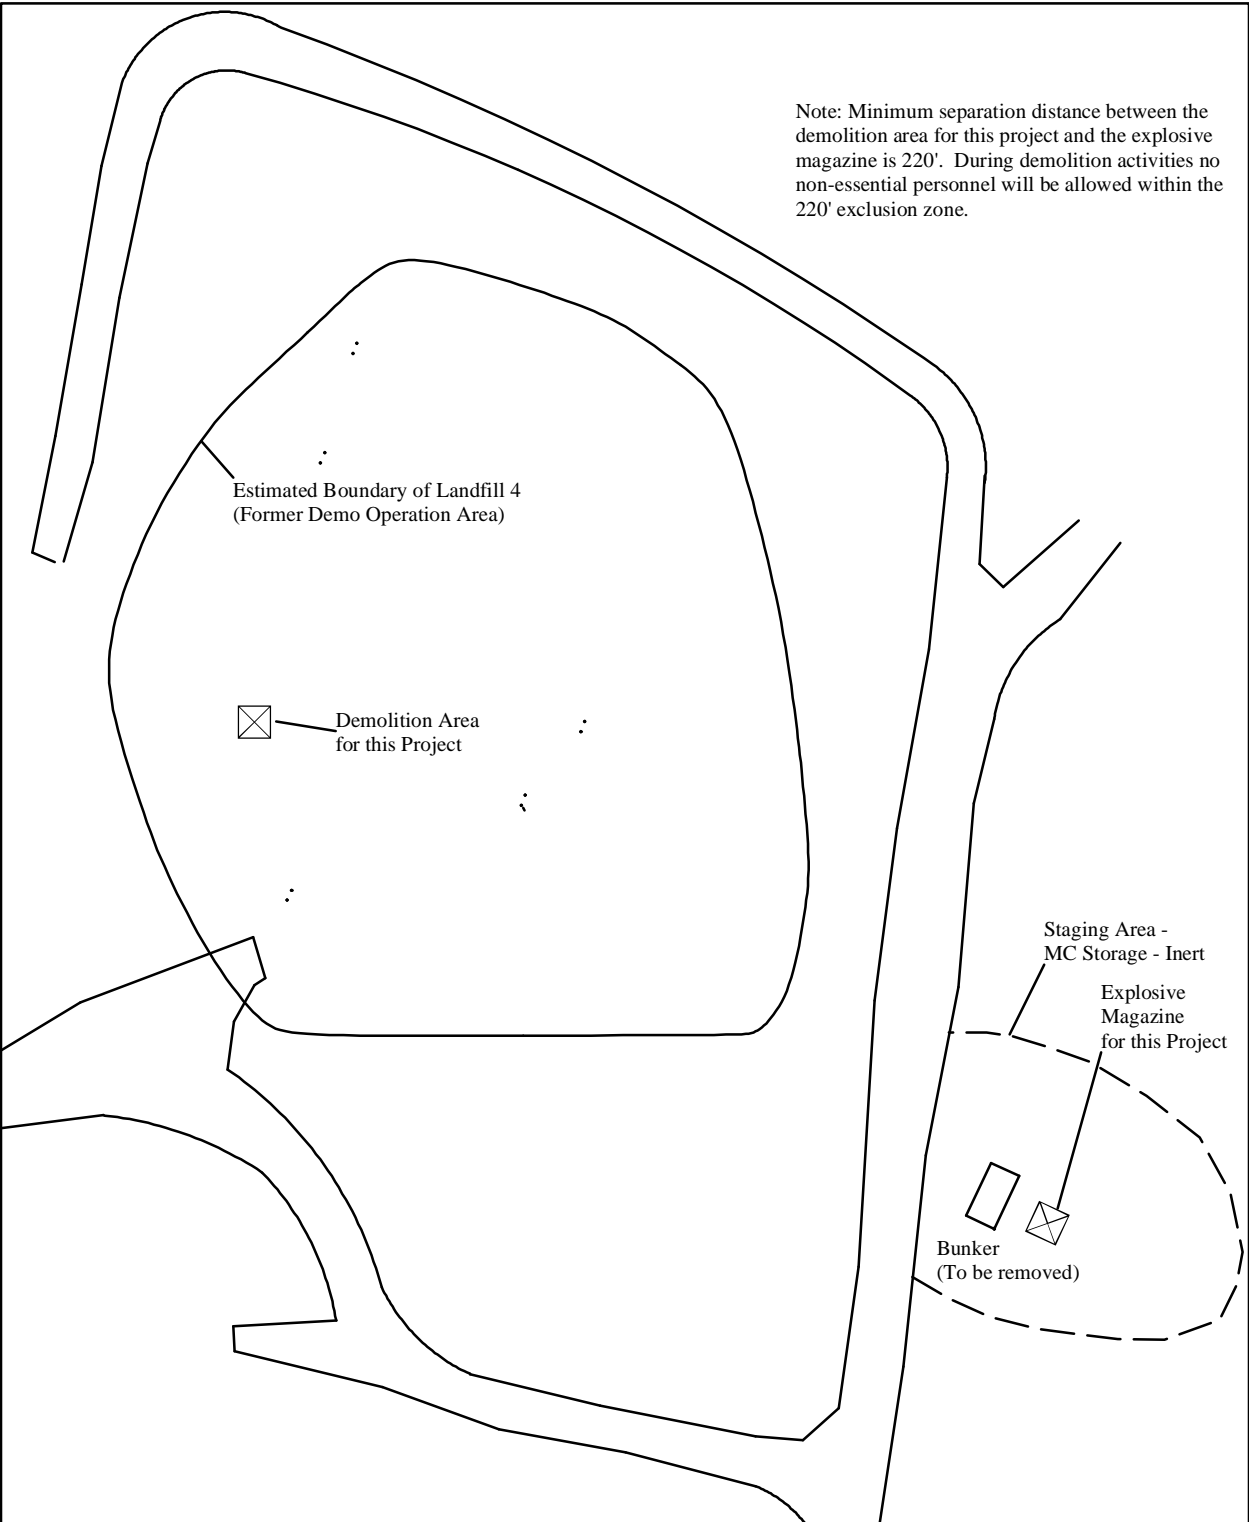 Note: Minimum separation distance between the
demolition area for this project and the explosive
magazine is 220'. During demolition activities no
non-essential personnel will be allowed within the
220' exclusion zone.
Estimated Boundary of Landfill 4
(Former Demo Operation Area)
Demolition Area
for this Project
Staging Area -
MC Storage - Inert
Explosive
Magazine
for this Project
Bunker
(To be removed)